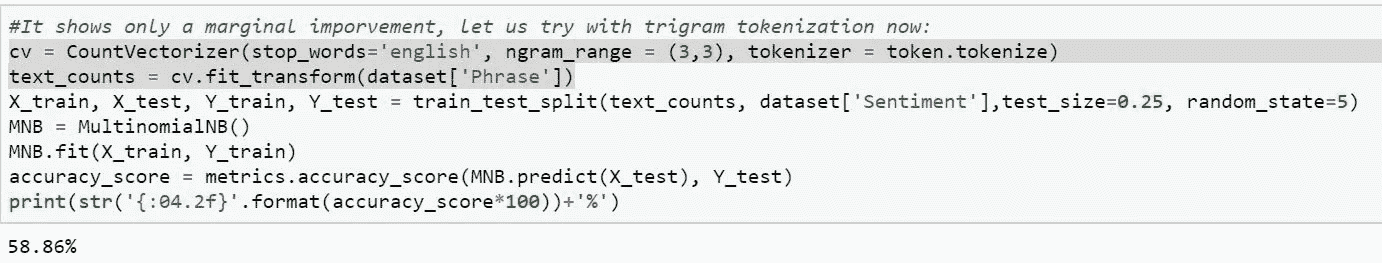 #It shows only a marginal imporvement, let us try with trigram tokenization now:
cv = CountVectorizer(stop_words='english', ngram_range = (3,3), tokenizer = token.tokenize)
text_counts = cv.fit_transform(dataset['Phrase'])
X_train, X_test, Y_train, Y_test = train_test_split(text_counts, dataset['Sentiment'],test_size=0.25, random_state=5)
MNB = MultinomialNB()
MNB.fit(X_train, Y_train)
accuracy_score = metrics.accuracy_score(MNB.predict(X_test), Y_test)
print(str('{:04.2f}'.format(accuracy_score*100))+'%')
58.86%